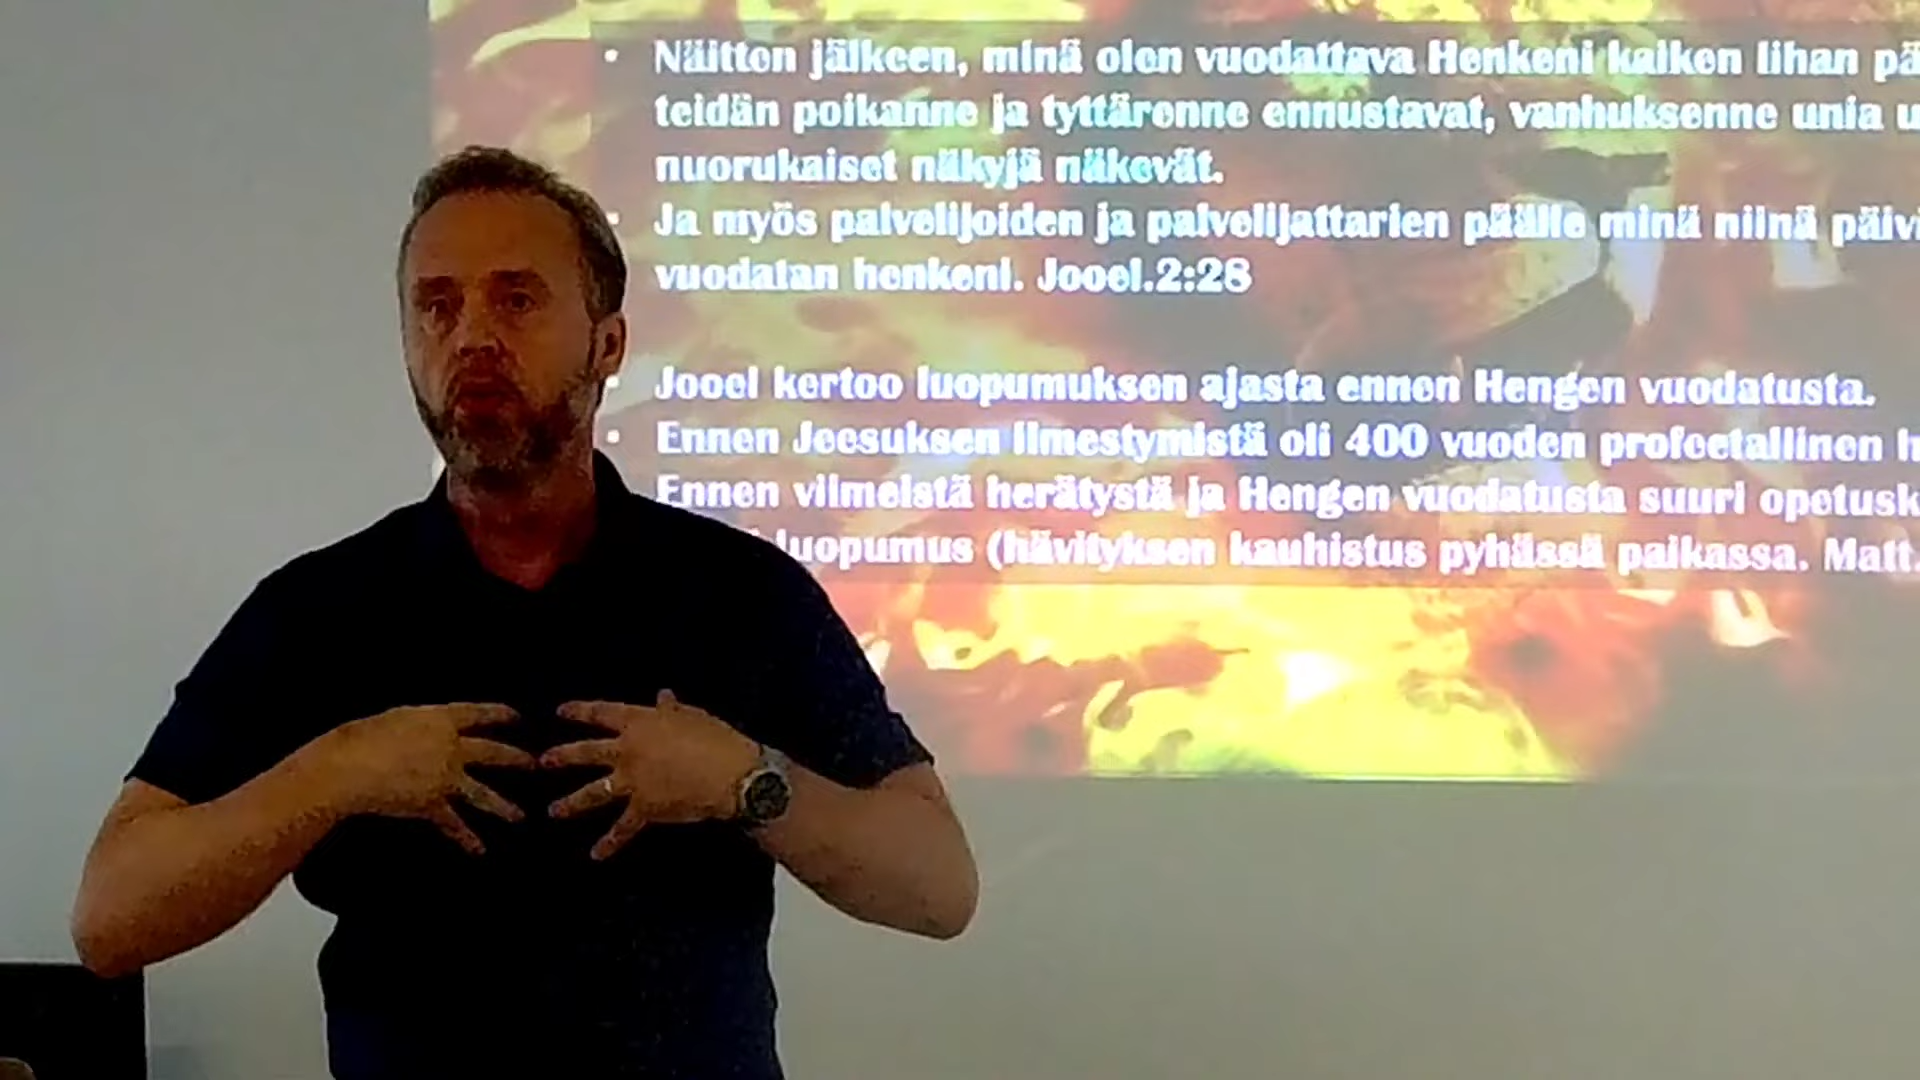 Näitten jälkeen, minä olen vuodattava Henkeni kaiken lihan
teidän poikanne ja tyttärenne ennustavat, vanhuksenne unia
nuorukaiset näkyjä näkevät.
Ja myös palvelijoiden ja palvelijattarien päälle minä niinä
vuodatan henkeni. Jooel.2:28
Jooel kertoo luopumuksen ajasta ennen Hengen vuodatusta.
Ennen Jeesuksen ilmestymistä oli 400 vuoden profeetallinen
Ennen viimeistä herätystä ja Hengen vuodatusta suuri
luopumus (hävityksen kauhistus pyhässä paikassa. Matt.